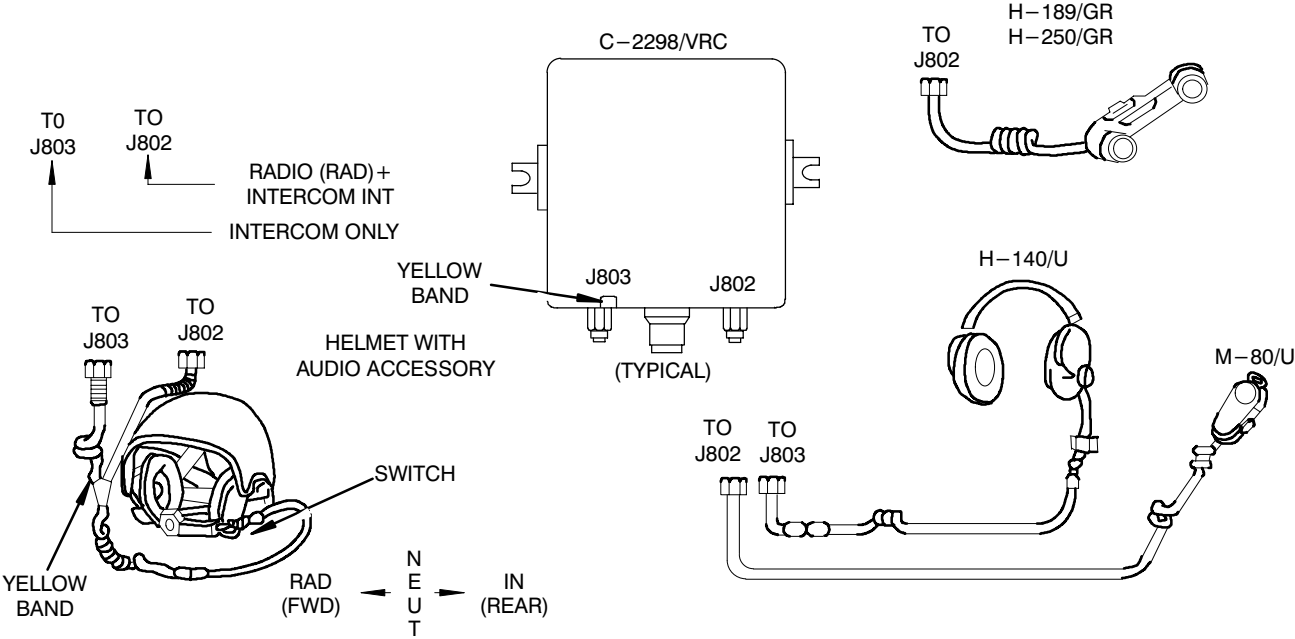 H−189/GR
H−250/GR
TO
J802
C−2298/VRC
T0
J803
TO
J802
RADIO (RAD)+
INTERCOM INT
INTERCOM ONLY
YELLOW
BAND
J803
J802
(TYPICAL)
H−140/U
M−80/U
TO
J803
TO
J802
HELMET WITH
AUDIO ACCESSORY
SWITCH
TO
J802
TO
J803
YELLOW
BAND
RAD
(FWD)
N
E
U
T
IN
(REAR)